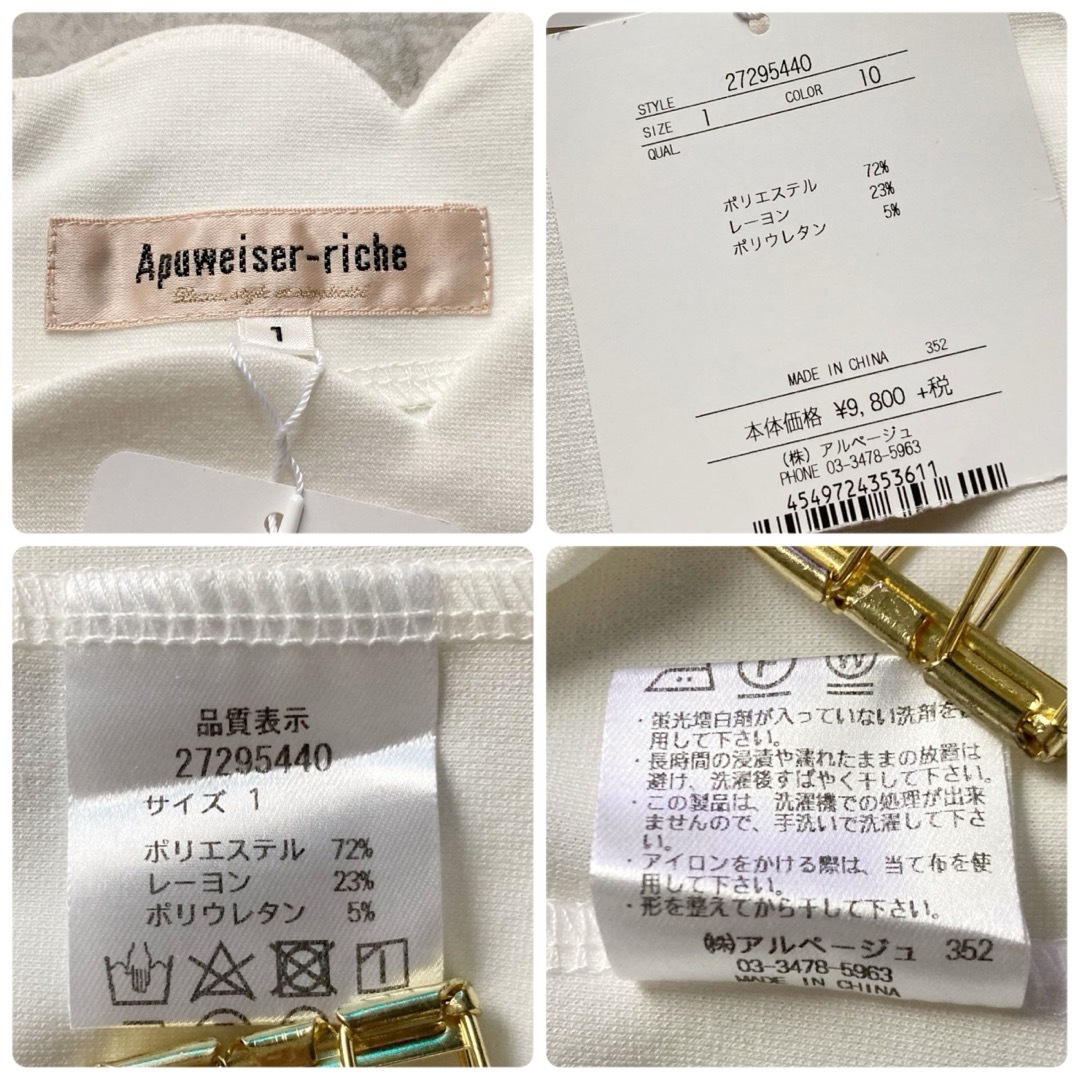 Apuweiser-riche
1
STYLE 27295440
SIZE 1 COLOR 10
QUAL.
ポリエステル 72%
レーヨン 23%
ポリウレタン 5%
MADE IN CHINA 352
本体価格 ¥9,800 +税
(株) アルページュ
PHONE 03-3478-5963
4549724353611
品質表示
27295440
サイズ 1
ポリエステル 72%
レーヨン 23%
ポリウレタン 5%
F
W
・蛍光増白剤が入っていない洗剤を
用して下さい。
・長時間の浸漬や濡れたままの放置は
避け、洗濯後すばやく干して下さい。
・この製品は、洗濯機での処理が出来
ませんので、手洗いで洗濯して下さ
い。
・アイロンをかける際は、当て布を使
用して下さい。
・形を整えてから干して下さい。
㈱アルページュ 352
03-3478-5963
MADE IN CHINA